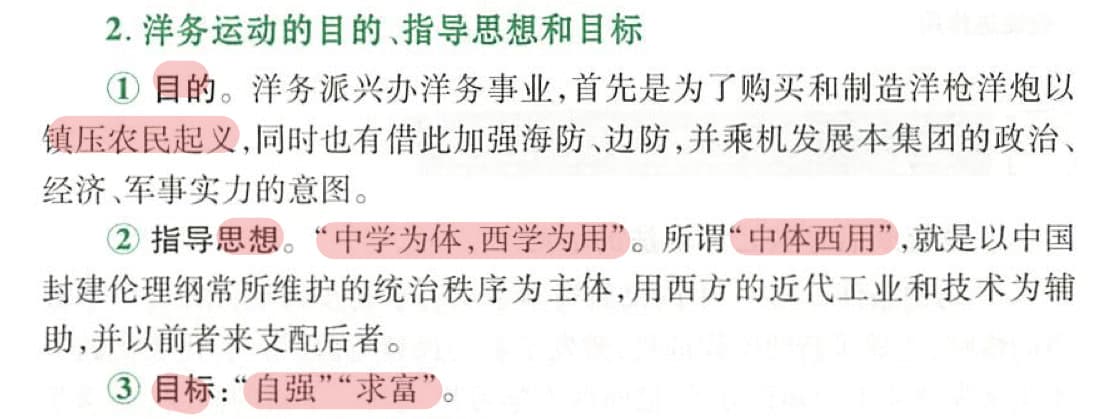 2. 洋务运动的目的、指导思想和目标
① 目的。洋务派兴办洋务事业,首先是为了购买和制造洋枪洋炮以
镇压农民起义,同时也有借此加强海防、边防,并乘机发展本集团的政治、
经济、军事实力的意图。
② 指导思想。“中学为体,西学为用”。所谓“中体西用”,就是以中国
封建伦理纲常所维护的统治秩序为主体,用西方的近代工业和技术为辅
助,并以前者来支配后者。
③ 目标:“自强”“求富”。